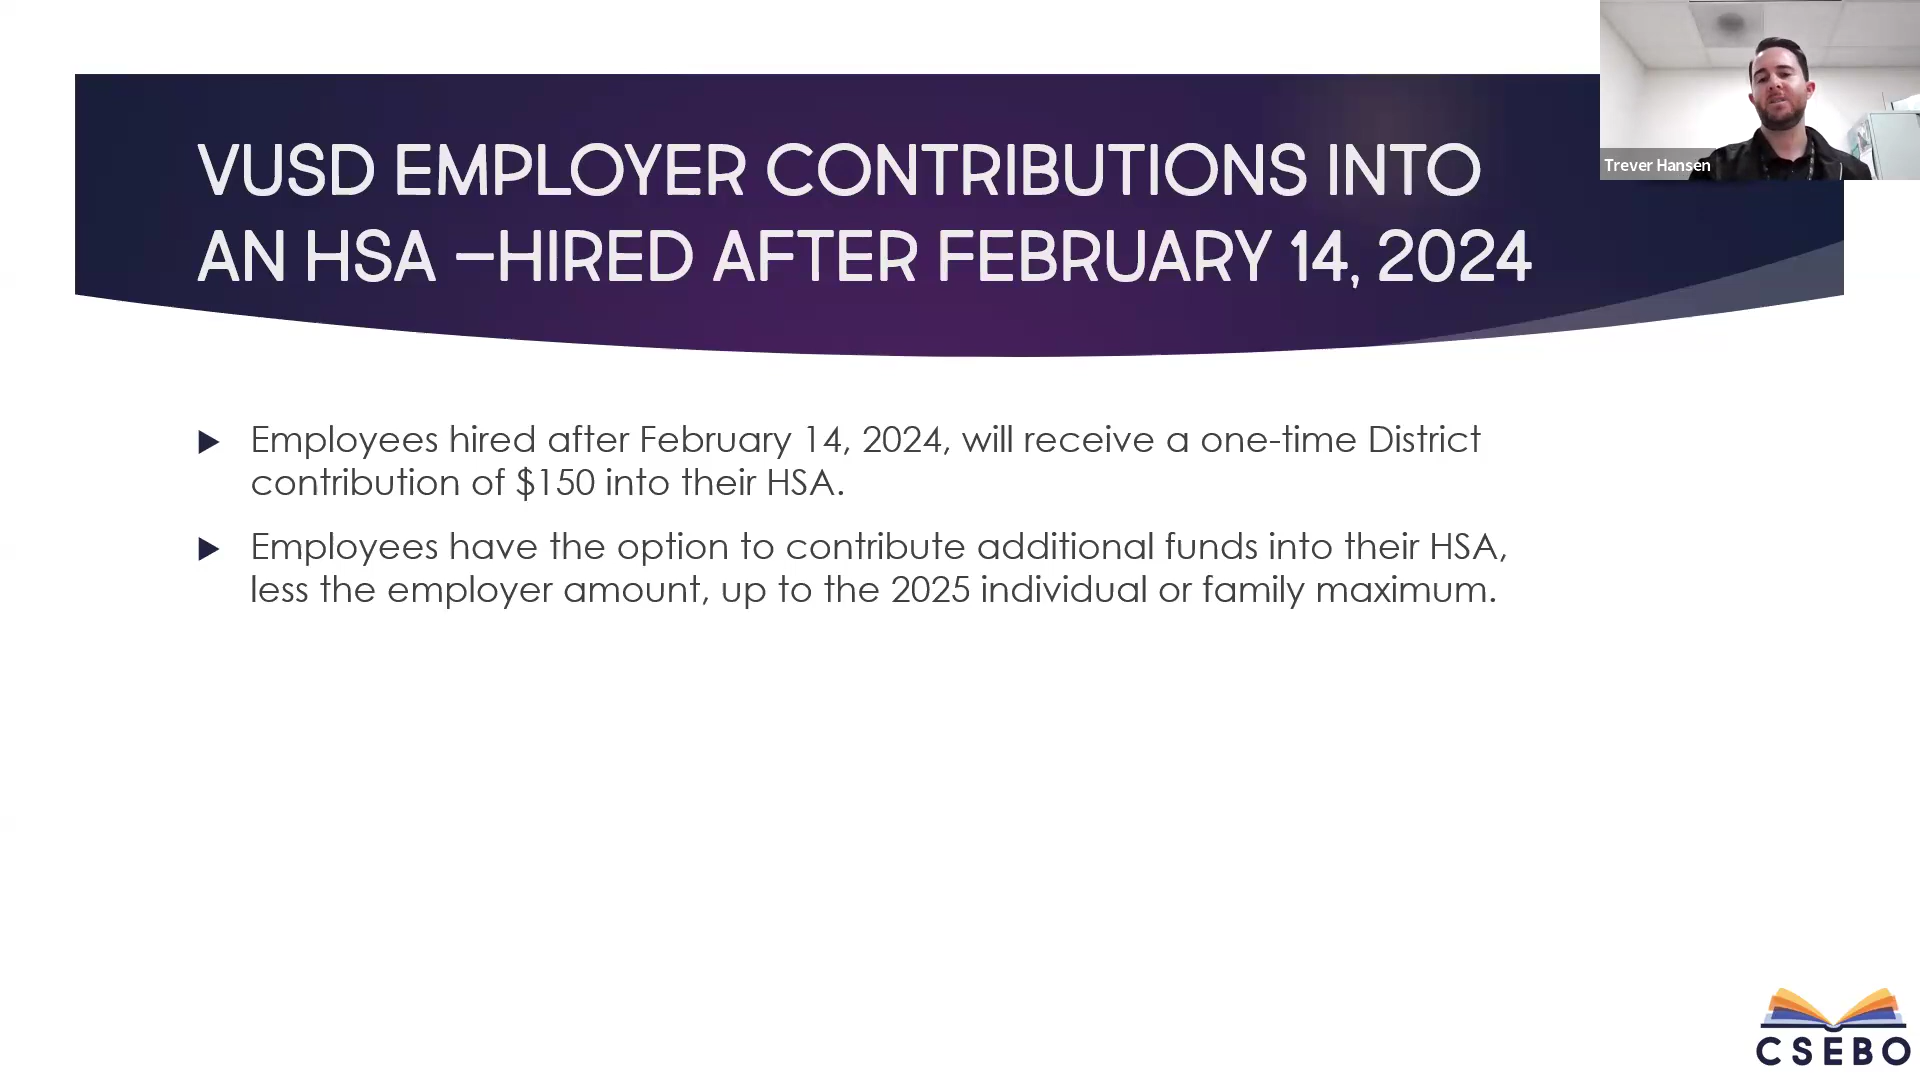 VUSD EMPLOYER CONTRIBUTIONS INTO
AN HSA –HIRED AFTER FEBRUARY 14, 2024
Trever Hansen
Employees hired after February 14, 2024, will receive a one-time District
contribution of $150 into their HSA.
Employees have the option to contribute additional funds into their HSA,
less the employer amount, up to the 2025 individual or family maximum.
CSEBO